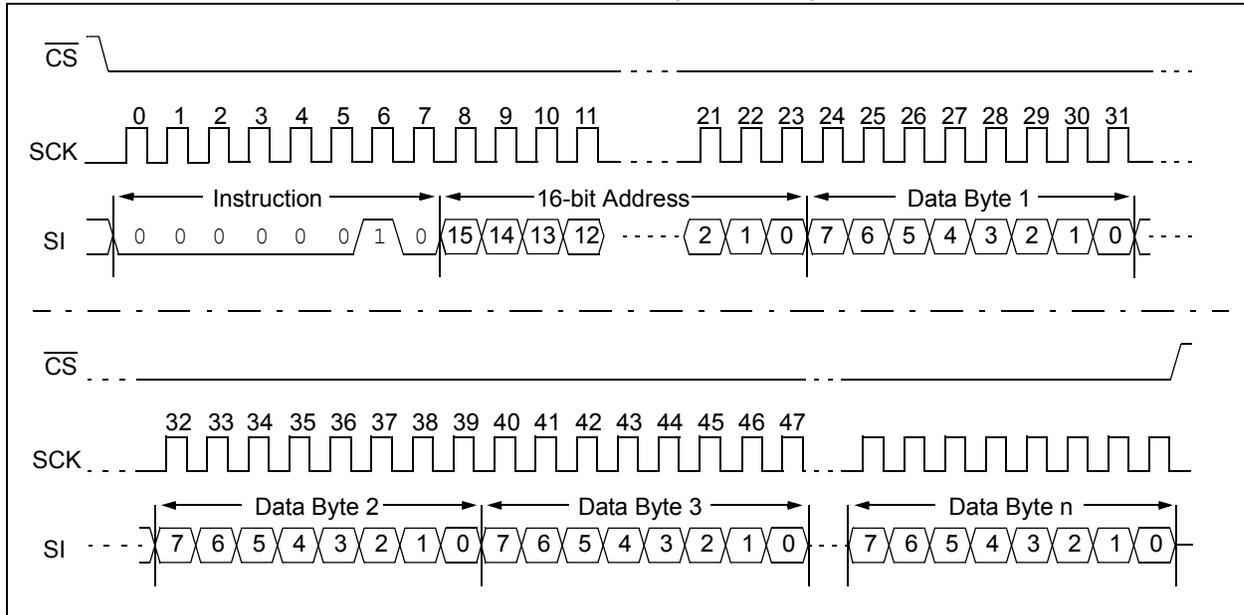 CS
0 1 2 3 4 5 6 7 8 9 10 11 21 22 23 24 25 26 27 28 29 30 31
SCK
Instruction 16-bit Address Data Byte 1
SI 0 0 0 0 0 0 1 0 15 14 13 12 2 1 0 7 6 5 4 3 2 1 0
CS
32 33 34 35 36 37 38 39 40 41 42 43 44 45 46 47
SCK
Data Byte 2 Data Byte 3 Data Byte n
SI 7 6 5 4 3 2 1 0 7 6 5 4 3 2 1 0 7 6 5 4 3 2 1 0